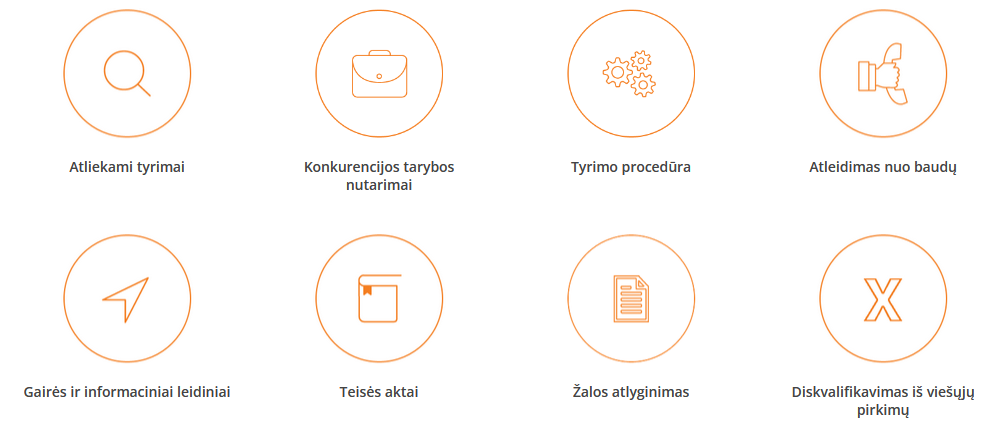 Atliekami tyrimai
Konkurencijos tarybos
nutarimai
Tyrimo procedūra
Atleidimas nuo baudų
Gairės ir informaciniai leidiniai
Teisės aktai
Žalos atlyginimas
Diskvalifikavimas iš viešųjų
pirkimų